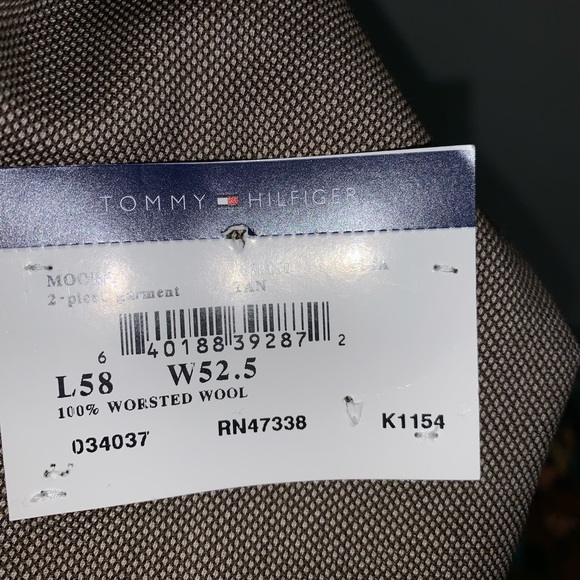 TOMMY HILFIGER
2-piece garment TAN
6 40188 39287 2
L58 W52.5
100% WORSTED WOOL
034037 RN47338 K1154